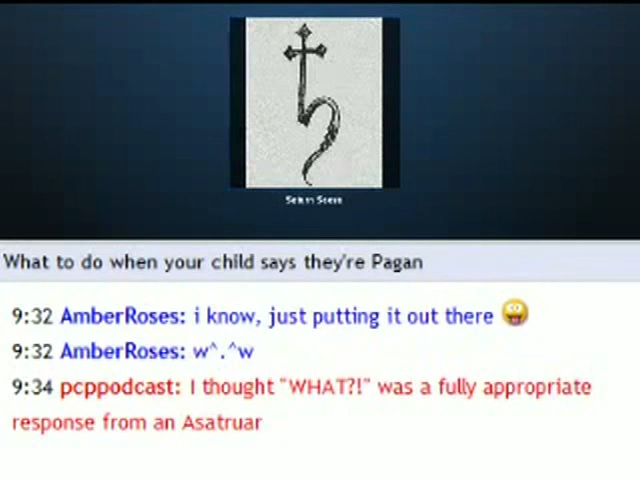 What to do when your child says they're Pagan
9:32 AmberRoses: i know, just putting it out there
9:32 AmberRoses: w^.^w
9:34 pcppodcast: I thought "WHAT?!" was a fully appropriate
response from an Asatruar